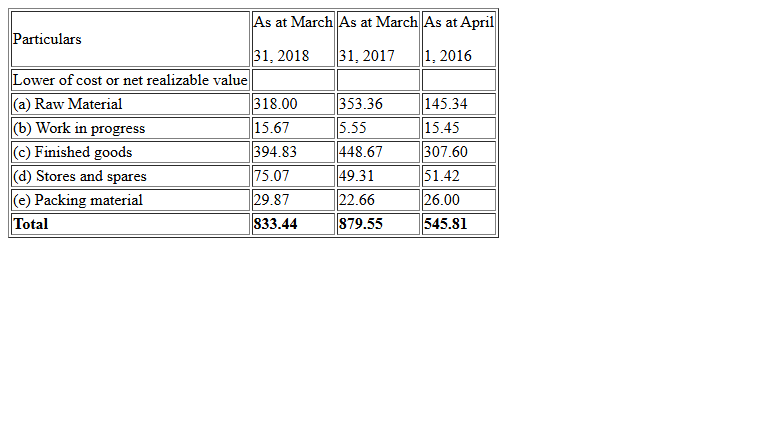 Particulars As at March 31, 2018 As at March 31, 2017 As at April 1, 2016
Lower of cost or net realizable value
(a) Raw Material 318.00 353.36 145.34
(b) Work in progress 15.67 5.55 15.45
(c) Finished goods 394.83 448.67 307.60
(d) Stores and spares 75.07 49.31 51.42
(e) Packing material 29.87 22.66 26.00
Total 833.44 879.55 545.81